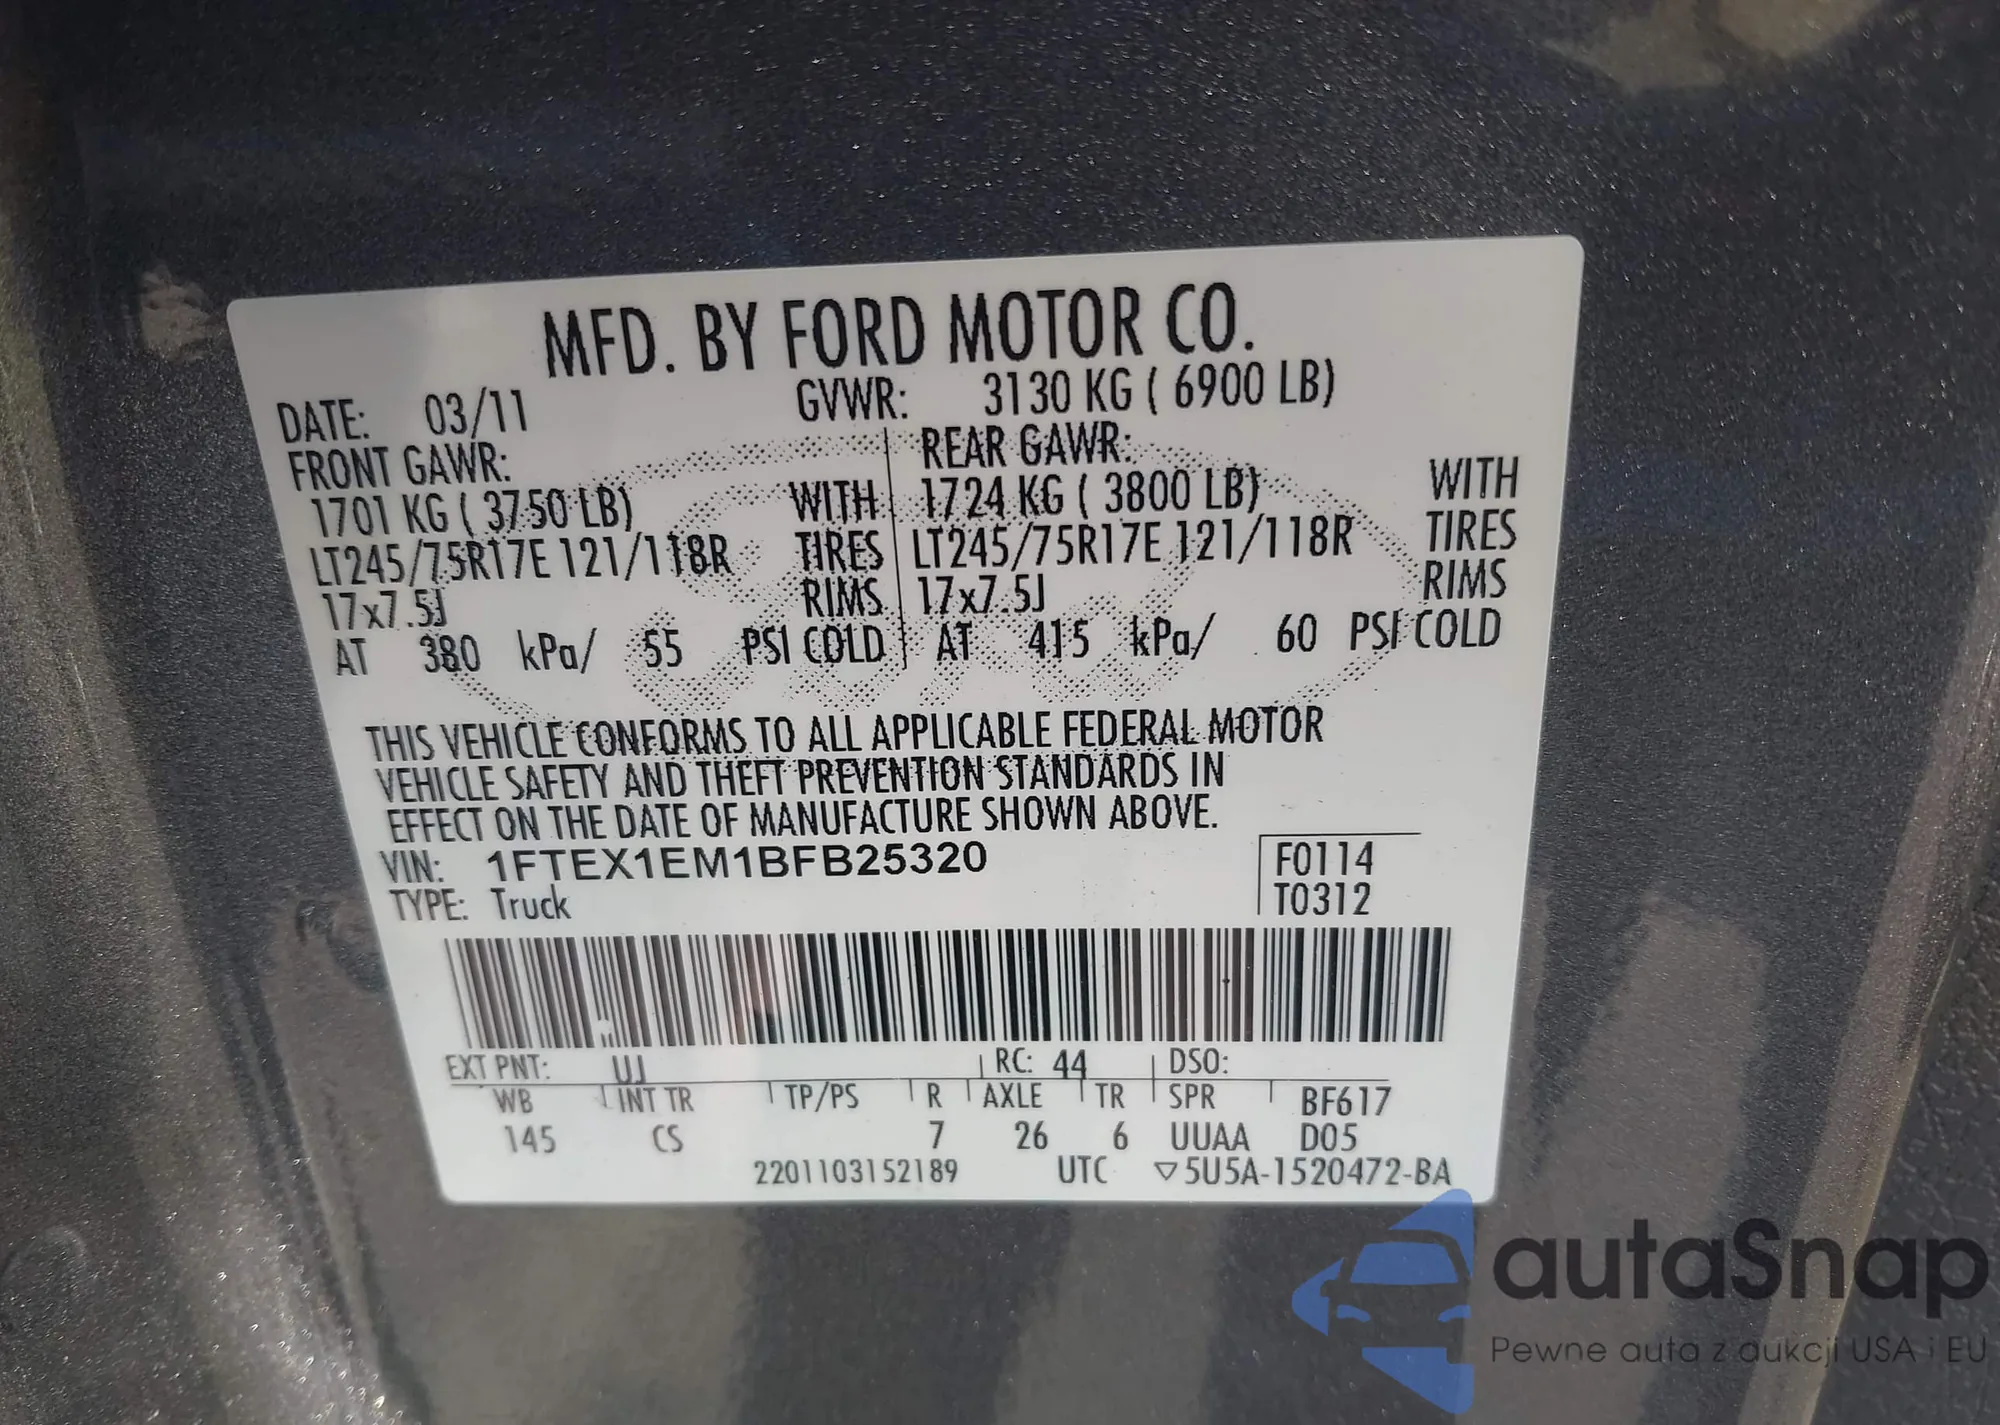 MFD. BY FORD MOTOR CO.
DATE: 03/11 GVWR: 3130 KG ( 6900 LB)
FRONT GAWR: REAR GAWR:
1701 KG ( 3750 LB) WITH 1724 KG ( 3800 LB) WITH
LT245/75R17E 121/118R TIRES LT245/75R17E 121/118R TIRES
17x7.5J RIMS 17x7.5J RIMS
AT 380 kPa/ 55 PSI COLD AT 415 kPa/ 60 PSI COLD
THIS VEHICLE CONFORMS TO ALL APPLICABLE FEDERAL MOTOR
VEHICLE SAFETY AND THEFT PREVENTION STANDARDS IN
EFFECT ON THE DATE OF MANUFACTURE SHOWN ABOVE.
VIN: 1FTEX1EM1BFB25320 F0114
TYPE: Truck T0312
EXT PNT: UJ RC: 44 DSO:
WB INT TR TP/PS R AXLE TR SPR BF617
145 CS 7 26 6 UUAA D05
2201103152189 UTC ▽5U5A-1520472-BA
autaSnap
Pewne auta z aukcji USA i EU